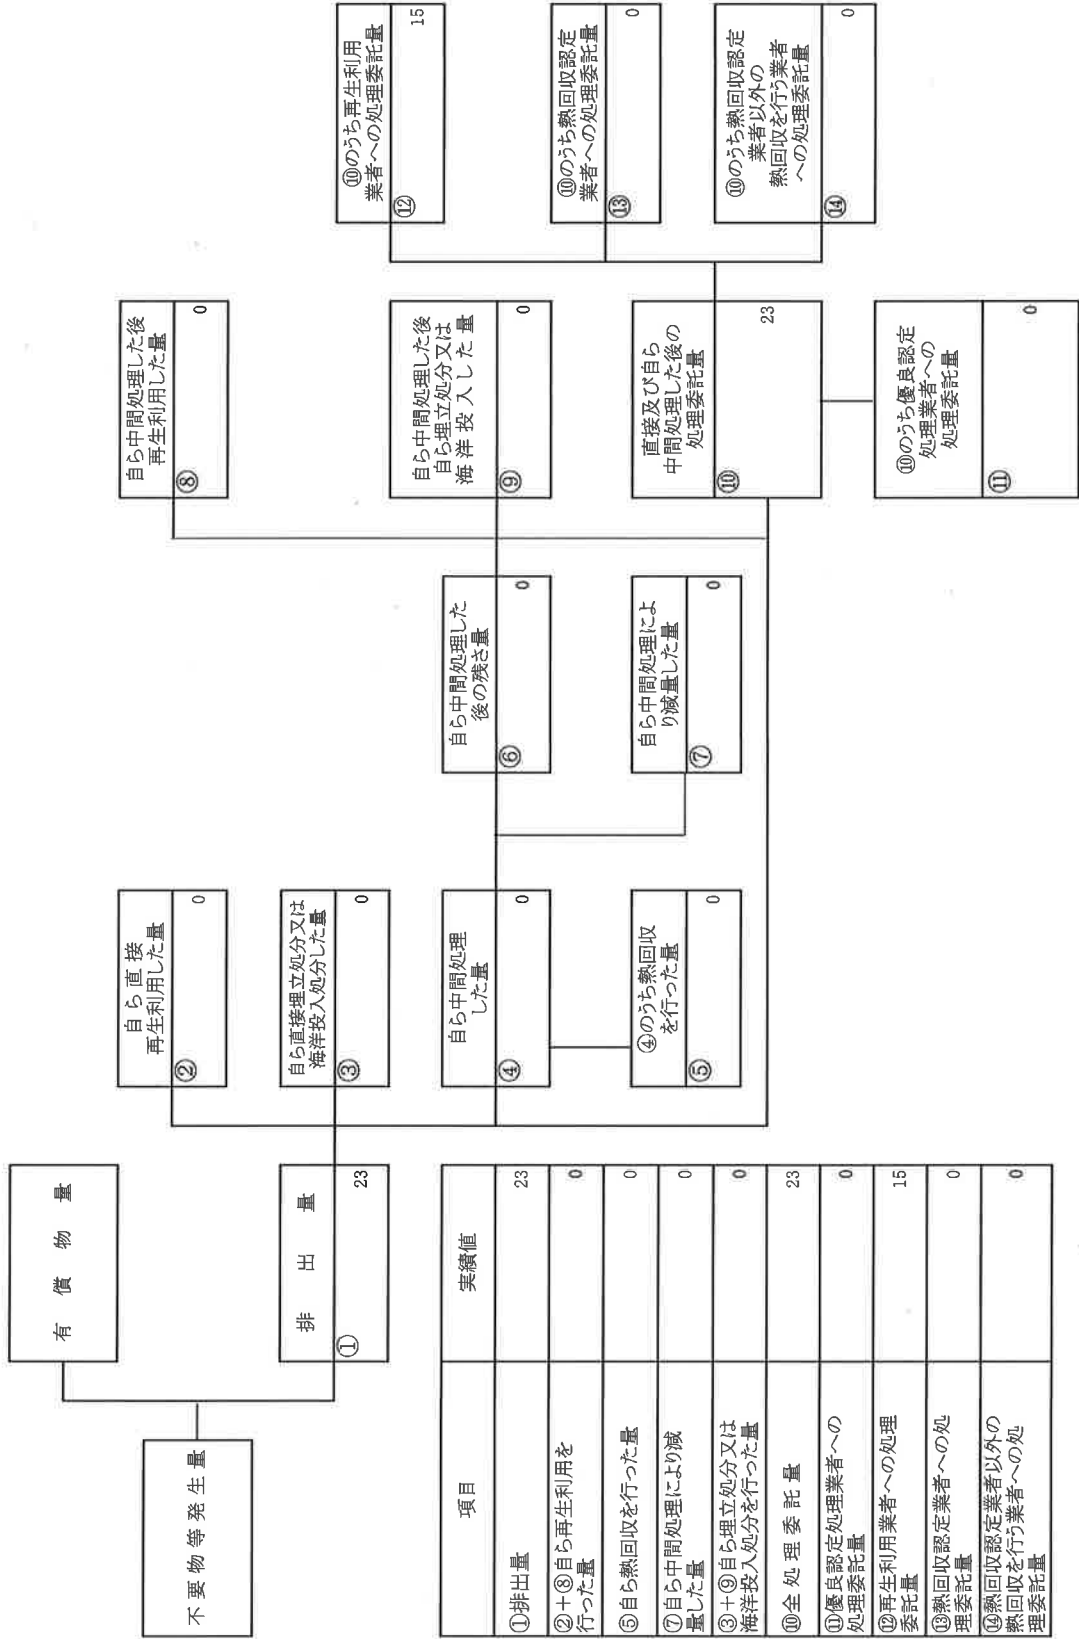 不要物等発生量
有償物量
排出量
①
23
自ら直接
再生利用した量
②
0
自ら直接埋立処分又は
海洋投入処分した量
③
0
自ら中間処理
した量
④
0
④のうち熱回収
を行った量
⑤
0
自ら中間処理した
後の残さ量
⑥
0
自ら中間処理によ
り減量した量
⑦
0
自ら中間処理した後
再生利用した量
⑧
0
自ら中間処理した後
自ら埋立処分又は
海洋投入した量
⑨
0
直接及び自ら
中間処理した後の
処理委託量
⑩
23
⑩のうち優良認定
処理業者への
処理委託量
⑪
0
⑩のうち再生利用
業者への処理委託量
⑫
15
⑩のうち熱回収認定
業者への処理委託量
⑬
0
⑩のうち熱回収認定
業者以外の
熱回収を行う業者
への処理委託量
⑭
0
項目 実績値
①排出量 23
②+⑧自ら再生利用を
行った量 0
⑤自ら熱回収を行った量 0
⑦自ら中間処理により減
量した量 0
③+⑨自ら埋立処分又は
海洋投入処分を行った量 0
⑩全処理委託量 23
⑪優良認定処理業者への
処理委託量 0
⑫再生利用業者への処理
委託量 15
⑬熱回収認定業者への処
理委託量 0
⑭熱回収認定業者以外の
熱回収を行う業者への処
理委託量 0